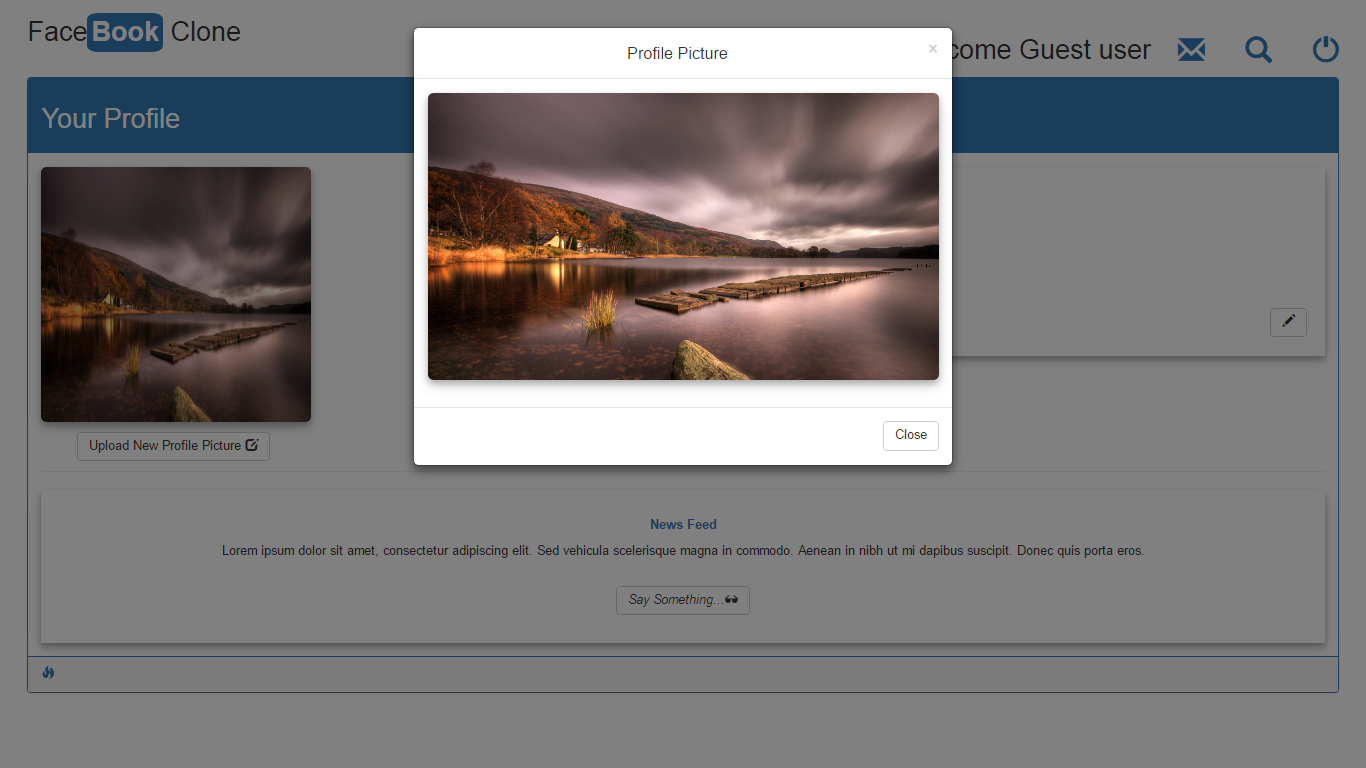 FaceBook Clone
come Guest user
Profile Picture ×
Your Profile
Upload New Profile Picture
Close
News Feed
Lorem ipsum dolor sit amet, consectetur adipiscing elit. Sed vehicula scelerisque magna in commodo. Aenean in nibh ut mi dapibus suscipit. Donec quis porta eros.
Say Something...